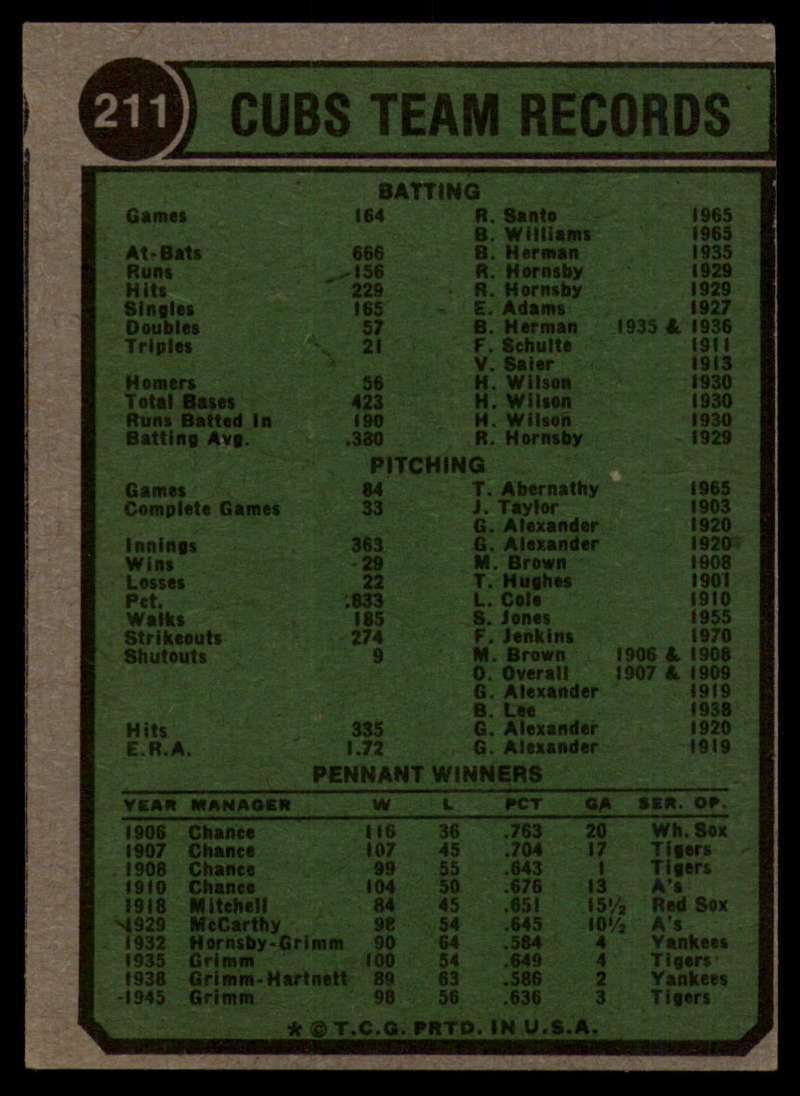 211 CUBS TEAM RECORDS
BATTING
Games 164 R. Santo 1965
B. Williams 1965
At-Bats 666 B. Herman 1935
Runs 156 R. Hornsby 1929
Hits 229 R. Hornsby 1929
Singles 165 E. Adams 1927
Doubles 57 B. Herman 1935 & 1936
Triples 21 F. Schulte 1911
V. Saier 1913
Homers 56 H. Wilson 1930
Total Bases 423 H. Wilson 1930
Runs Batted In 190 H. Wilson 1930
Batting Avg. .380 R. Hornsby 1929
PITCHING
Games 84 T. Abernathy 1965
Complete Games 33 J. Taylor 1903
G. Alexander 1920
Innings 363 G. Alexander 1920
Wins 29 M. Brown 1908
Losses 22 T. Hughes 1901
Pct. .833 L. Cole 1910
Walks 185 S. Jones 1955
Strikeouts 274 F. Jenkins 1970
Shutouts 9 M. Brown 1906 & 1908
O. Overall 1907 & 1909
G. Alexander 1919
B. Lee 1938
Hits 335 G. Alexander 1920
E.R.A. 1.72 G. Alexander 1919
PENNANT WINNERS
YEAR MANAGER W L PCT GA SER. OP.
1906 Chance 116 36 .763 20 Wh. Sox
1907 Chance 107 45 .704 17 Tigers
1908 Chance 99 55 .643 1 Tigers
1910 Chance 104 50 .676 13 A's
1918 Mitchell 84 45 .651 15½ Red Sox
1929 McCarthy 98 54 .645 10½ A's
1932 Hornsby-Grimm 90 64 .584 4 Yankees
1935 Grimm 100 54 .649 4 Tigers
1938 Grimm-Hartnett 89 63 .586 2 Yankees
1945 Grimm 98 56 .636 3 Tigers
* © T.C.G. PRTD. IN U.S.A.